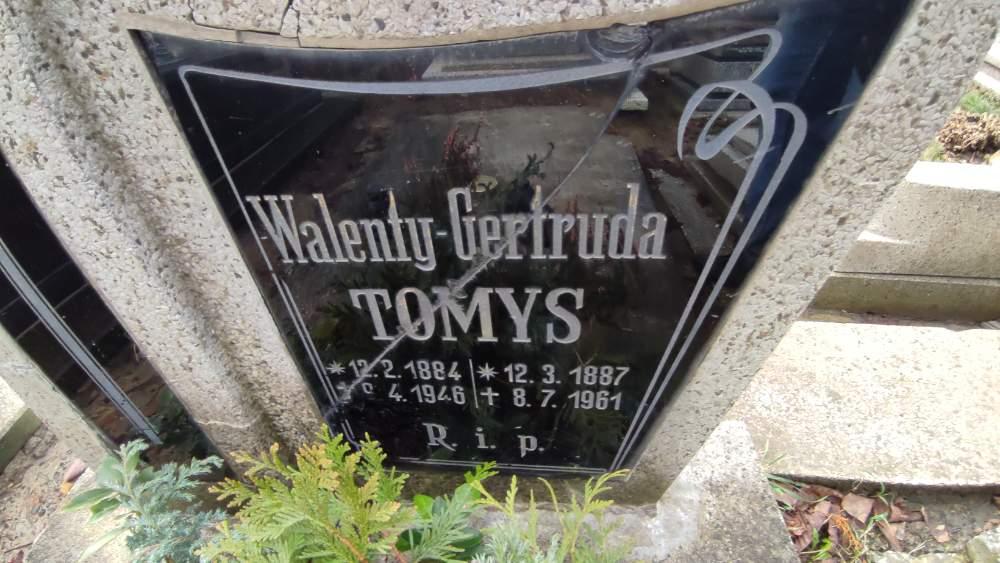 Walenty-Gertruda
TOMYS
*12.2.1884 | *12.3.1887
4.1946 | † 8.7.1961
R. i. p.